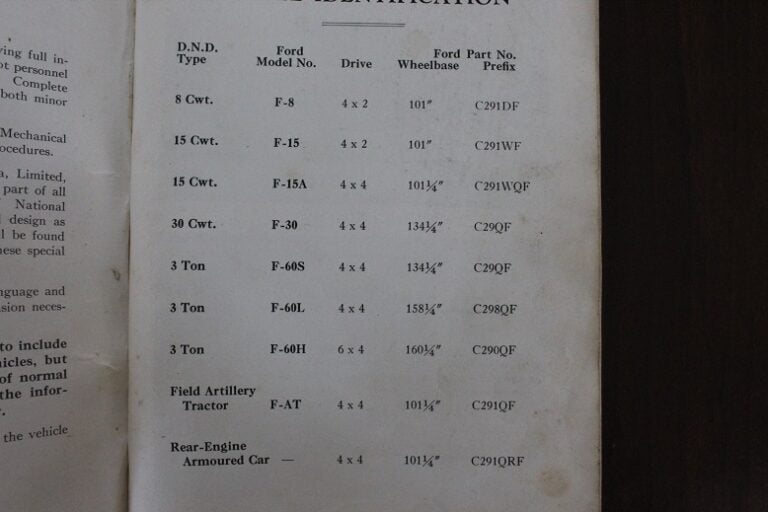 ying full in-
ot personnel
Complete
both minor
Mechanical
ocedures.
a, Limited,
part of all
National
design as
l be found
hese special
nguage and
sion neces-
to include
hicles, but
of normal
the infor-
the vehicle
IDENTIFICATION
D.N.D. Type Ford Model No. Drive Ford Wheelbase Part No. Prefix
8 Cwt. F-8 4 x 2 101″ C291DF
15 Cwt. F-15 4 x 2 101″ C291WF
15 Cwt. F-15A 4 x 4 101¼″ C291WQF
30 Cwt. F-30 4 x 4 134¼″ C29QF
3 Ton F-60S 4 x 4 134¼″ C29QF
3 Ton F-60L 4 x 4 158¼″ C298QF
3 Ton F-60H 6 x 4 160¼″ C290QF
Field Artillery
Tractor F-AT 4 x 4 101¼″ C291QF
Rear-Engine
Armoured Car — 4 x 4 101¼″ C291QRF